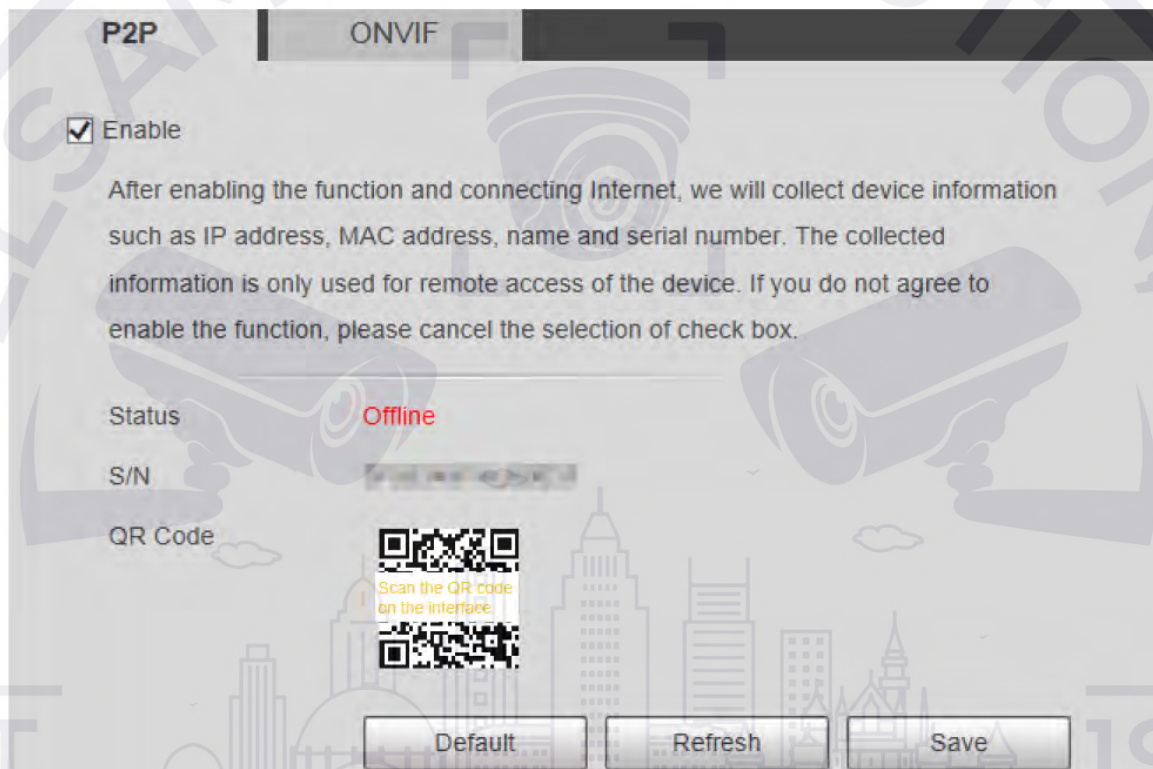 P2P ONVIF
Enable
After enabling the function and connecting Internet, we will collect device information
such as IP address, MAC address, name and serial number. The collected
information is only used for remote access of the device. If you do not agree to
enable the function, please cancel the selection of check box.
Status Offline
S/N
QR Code
Scan the QR code
on the interface
Default Refresh Save